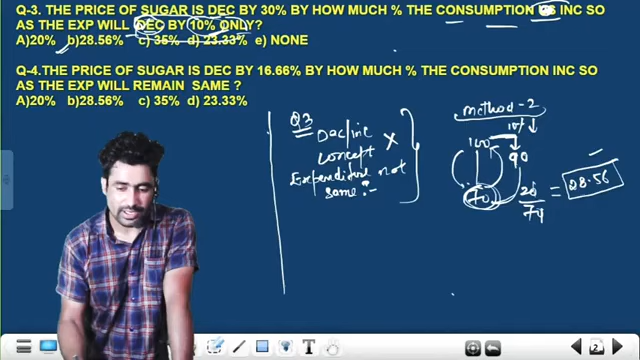 Q-3. THE PRICE OF SUGAR IS DEC BY 30% BY HOW MUCH % THE CONSUMPTION IS INC SO
AS THE EXP WILL DEC BY 10% ONLY?
A)20% b)28.56% c) 35% d) 23.33% e) NONE
Q-4. THE PRICE OF SUGAR IS DEC BY 16.66% BY HOW MUCH % THE CONSUMPTION INC SO
AS THE EXP WILL REMAIN SAME ?
A)20% b)28.56% c) 35% d) 23.33%
Q3
Decline
concept
Expenditure not
same :-
method -2
10% ↓
100
90
70
20
= 28.56
T
2